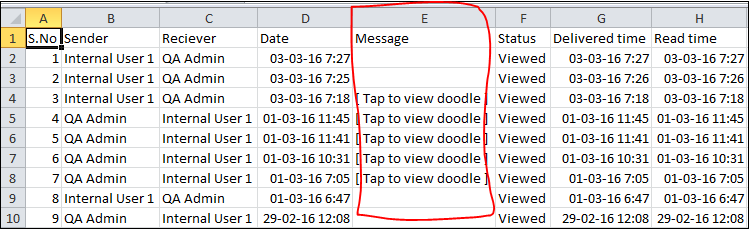 A B C D E F G H
1 S.No Sender Reciever Date Message Status Delivered time Read time
2 1 Internal User 1 QA Admin 03-03-16 7:27 Viewed 03-03-16 7:27 03-03-16 7:27
3 2 Internal User 1 QA Admin 03-03-16 7:25 Viewed 03-03-16 7:26 03-03-16 7:26
4 3 Internal User 1 QA Admin 03-03-16 7:18 [ Tap to view doodle ] Viewed 03-03-16 7:18 03-03-16 7:18
5 4 QA Admin Internal User 1 01-03-16 11:45 [ Tap to view doodle ] Viewed 01-03-16 11:45 01-03-16 11:45
6 5 QA Admin Internal User 1 01-03-16 11:41 [ Tap to view doodle ] Viewed 01-03-16 11:41 01-03-16 11:41
7 6 QA Admin Internal User 1 01-03-16 10:31 [ Tap to view doodle ] Viewed 01-03-16 10:31 01-03-16 10:31
8 7 QA Admin Internal User 1 01-03-16 7:05 [ Tap to view doodle ] Viewed 01-03-16 7:05 01-03-16 7:05
9 8 Internal User 1 QA Admin 01-03-16 6:47 Viewed 01-03-16 6:47 01-03-16 6:47
10 9 QA Admin Internal User 1 29-02-16 12:08 Viewed 29-02-16 12:08 29-02-16 12:08